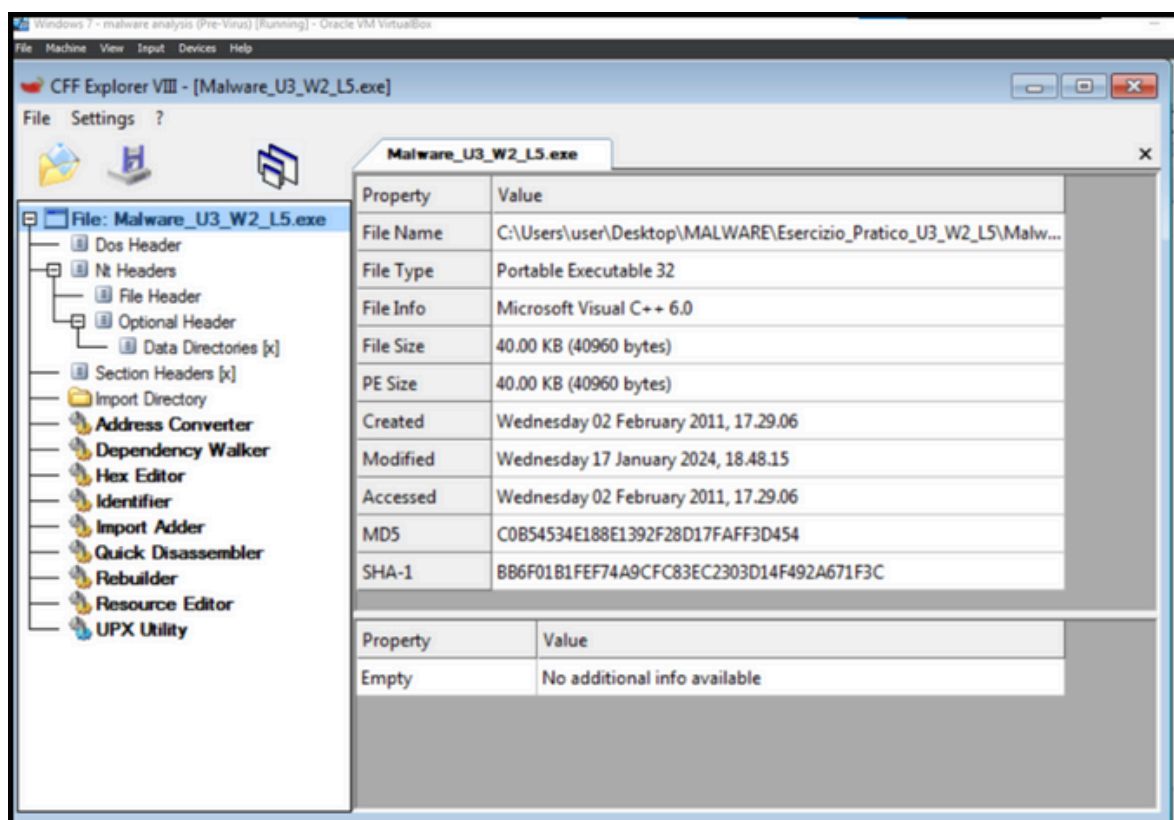 Windows 7 - malware analysis (Pre-Virus) [Running] - Oracle VM VirtualBox
File Machine View Input Devices Help
CFF Explorer VIII - [Malware_U3_W2_L5.exe]
File Settings ?
Malware_U3_W2_L5.exe
File: Malware_U3_W2_L5.exe
Dos Header
Nt Headers
File Header
Optional Header
Data Directories [x]
Section Headers [x]
Import Directory
Address Converter
Dependency Walker
Hex Editor
Identifier
Import Adder
Quick Disassembler
Rebuilder
Resource Editor
UPX Utility
Property Value
File Name C:\Users\user\Desktop\MALWARE\Esercizio_Pratico_U3_W2_L5\Malw...
File Type Portable Executable 32
File Info Microsoft Visual C++ 6.0
File Size 40.00 KB (40960 bytes)
PE Size 40.00 KB (40960 bytes)
Created Wednesday 02 February 2011, 17.29.06
Modified Wednesday 17 January 2024, 18.48.15
Accessed Wednesday 02 February 2011, 17.29.06
MD5 C0B54534E188E1392F28D17FAFF3D454
SHA-1 BB6F01B1FEF74A9CFC83EC2303D14F492A671F3C
Property Value
Empty No additional info available